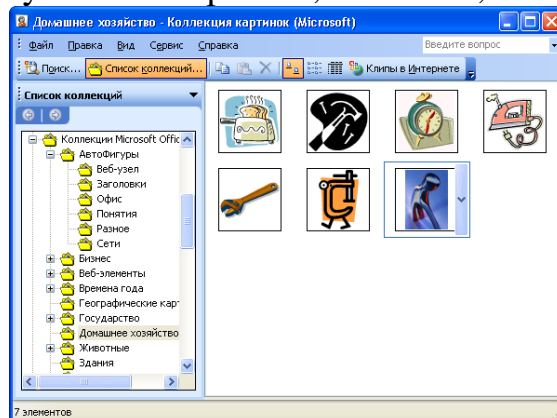 Домашнее хозяйство - Коллекция картинок (Microsoft)
Файл Правка Вид Сервис Справка Введите вопрос
Поиск... Список коллекций... Клипы в Интернете
Список коллекций
Коллекции Microsoft Offic
АвтоФигуры
Веб-узел
Заголовки
Офис
Понятия
Разное
Сети
Бизнес
Веб-элементы
Времена года
Географические кар
Государство
Домашнее хозяйство
Животные
Здания
7 элементов